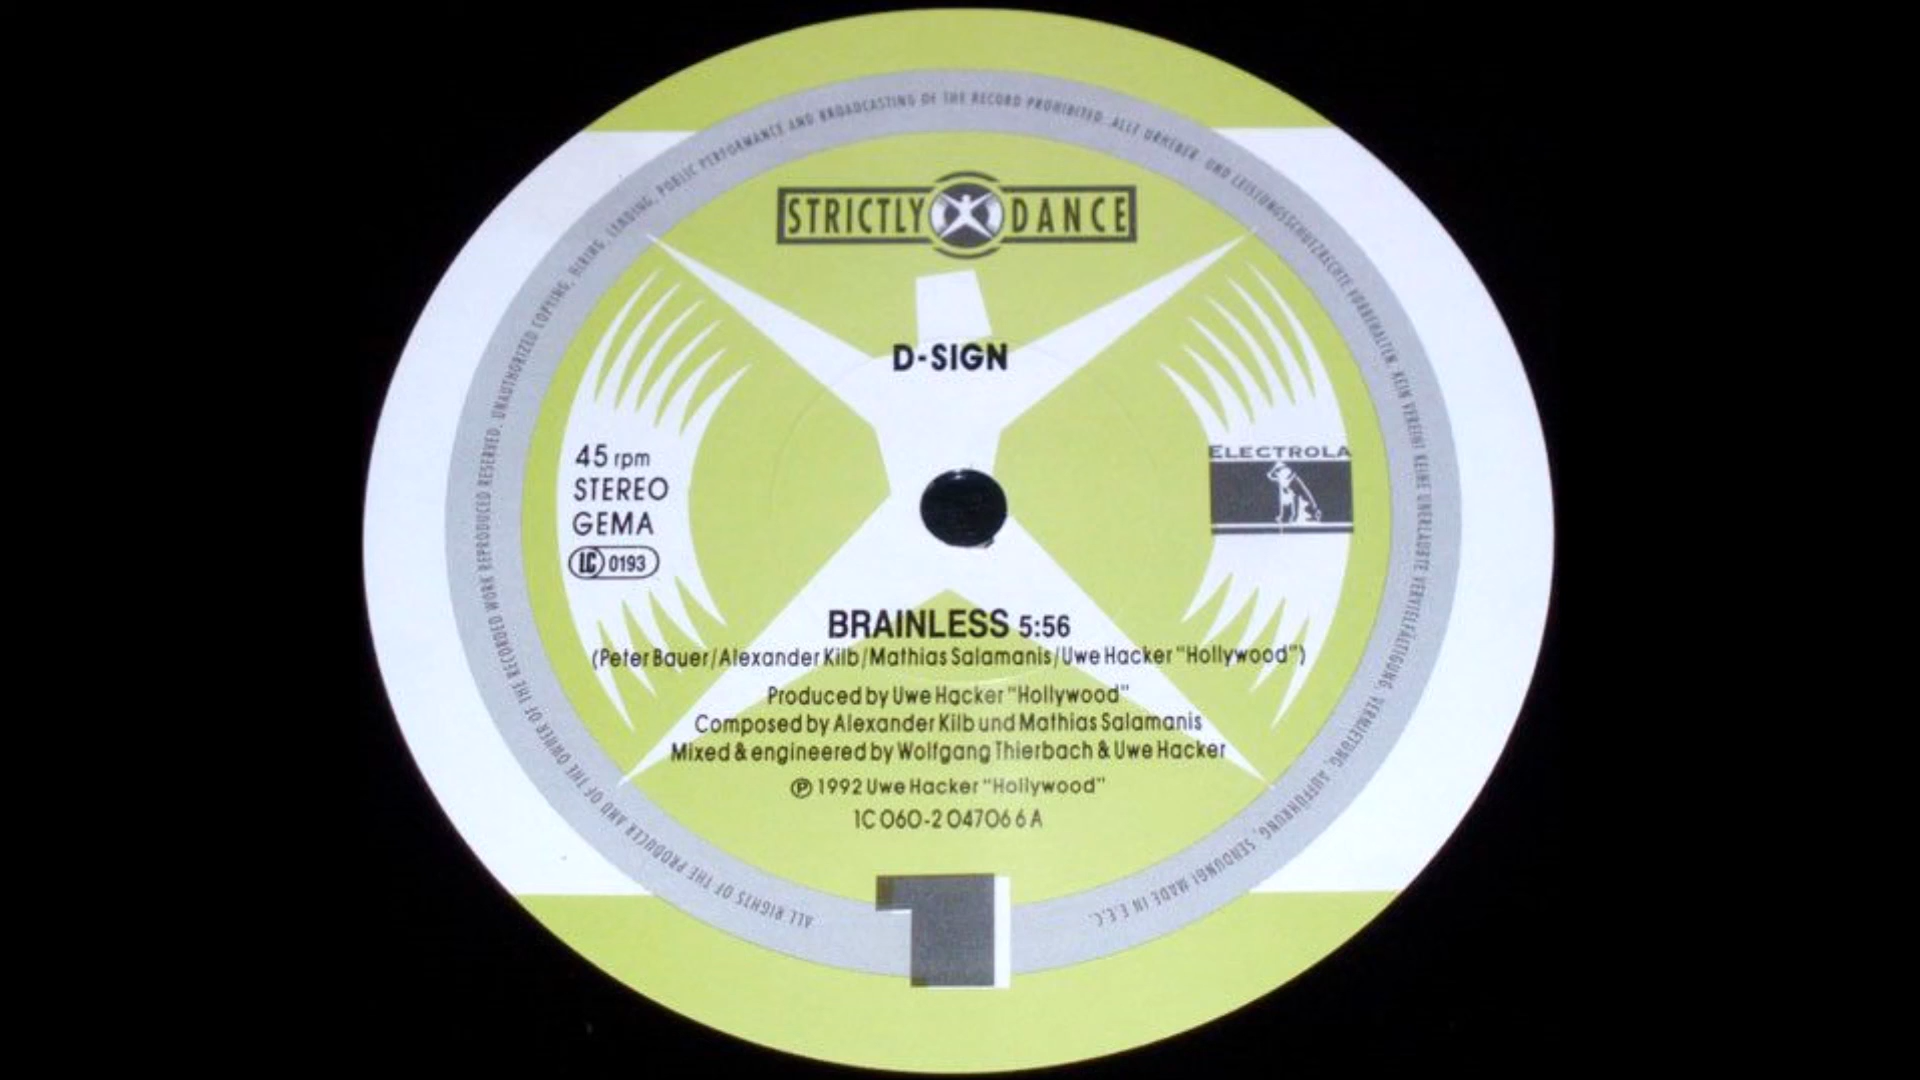 ALL RIGHTS OF THE PRODUCER AND OF THE OWNER OF THE RECORDED WORK REPRODUCED RESERVED. UNAUTHORIZED COPYING, HIRING, LENDING, PUBLIC PERFORMANCE AND BROADCASTING OF THE RECORD PROHIBITED. ALLE URHEBER- UND LEISTUNGSSCHUTZRECHTE VORBEHALTEN. KEIN VERLEIH! KEINE UNERLAUBTE VERVIELFÄLTIGUNG, VERMIETUNG, AUFFÜHRUNG, SENDUNG! MADE IN E.E.C.
STRICTLY DANCE
D-SIGN
45 rpm
STEREO
GEMA
LC 0193
ELECTROLA
BRAINLESS 5:56
(Peter Bauer/Alexander Kilb/Mathias Salamanis/Uwe Hacker "Hollywood")
Produced by Uwe Hacker "Hollywood"
Composed by Alexander Kilb und Mathias Salamanis
Mixed & engineered by Wolfgang Thierbach & Uwe Hacker
℗ 1992 Uwe Hacker "Hollywood"
1C 060-2 04706 6 A
1